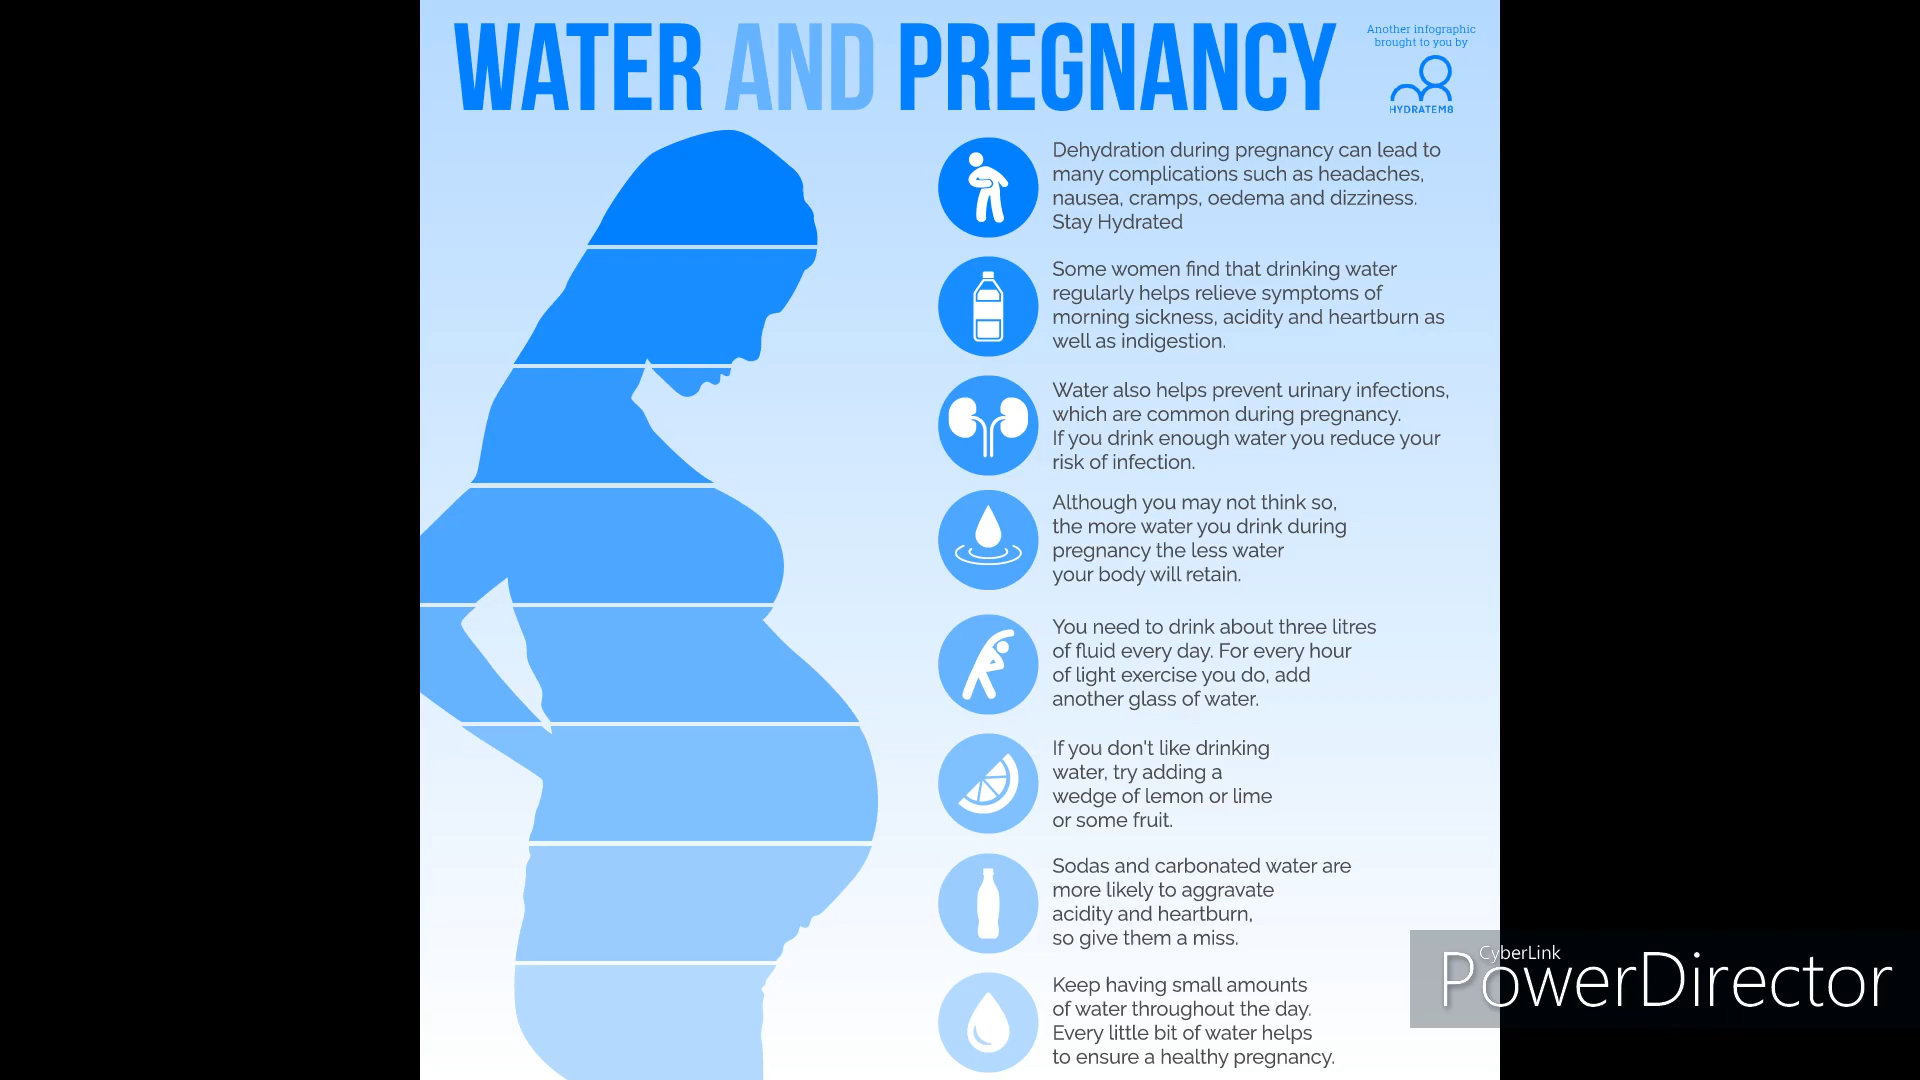 WATER AND PREGNANCY
Another infographic
brought to you by
HYDRATEM8
Dehydration during pregnancy can lead to
many complications such as headaches,
nausea, cramps, oedema and dizziness.
Stay Hydrated
Some women find that drinking water
regularly helps relieve symptoms of
morning sickness, acidity and heartburn as
well as indigestion.
Water also helps prevent urinary infections,
which are common during pregnancy.
If you drink enough water you reduce your
risk of infection.
Although you may not think so,
the more water you drink during
pregnancy the less water
your body will retain.
You need to drink about three litres
of fluid every day. For every hour
of light exercise you do, add
another glass of water.
If you don't like drinking
water, try adding a
wedge of lemon or lime
or some fruit.
Sodas and carbonated water are
more likely to aggravate
acidity and heartburn,
so give them a miss.
Keep having small amounts
of water throughout the day.
Every little bit of water helps
to ensure a healthy pregnancy.
CyberLink
PowerDirector